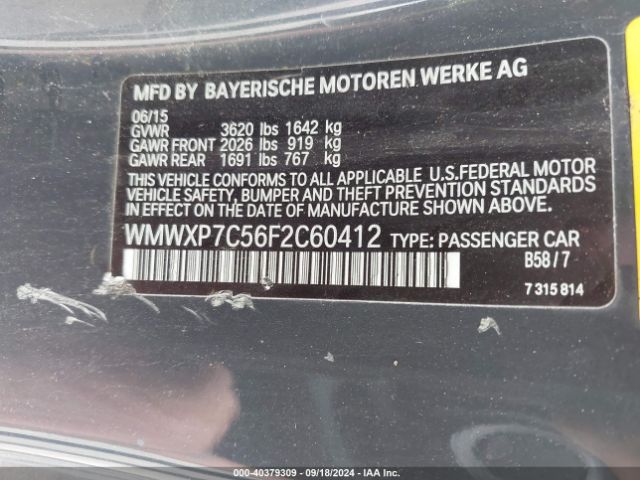 MFD BY BAYERISCHE MOTOREN WERKE AG
06/15
GVWR 3620 lbs 1642 kg
GAWR FRONT 2026 lbs 919 kg
GAWR REAR 1691 lbs 767 kg
THIS VEHICLE CONFORMS TO ALL APPLICABLE U.S.FEDERAL MOTOR
VEHICLE SAFETY, BUMPER AND THEFT PREVENTION STANDARDS
IN EFFECT ON THE DATE OF MANUFACTURE SHOWN ABOVE.
WMWXP7C56F2C60412 TYPE: PASSENGER CAR
B58 / 7
7 315 814
000-40379309 - 09/18/2024 - IAA Inc.